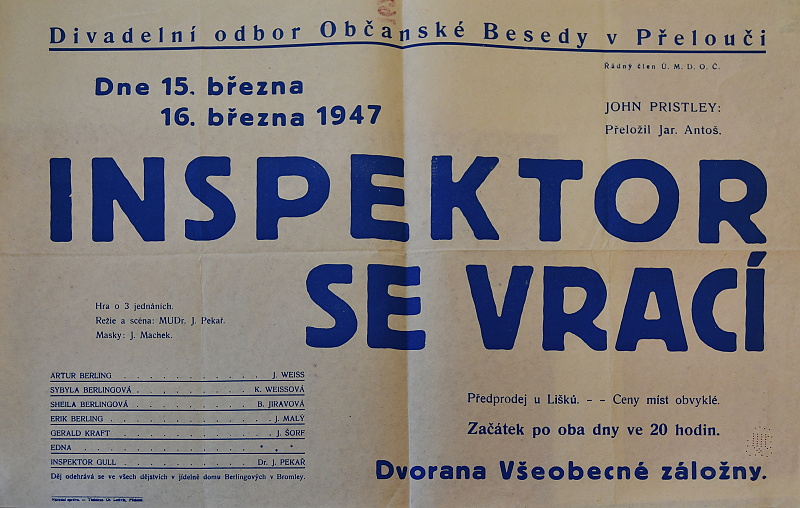 Divadelní odbor Občanské Besedy v Přelouči
Řádný člen Ú. M. D. O. Č.
Dne 15. března
16. března 1947
JOHN PRISTLEY:
Přeložil Jar. Antoš.
INSPEKTOR
SE VRACÍ
Hra o 3 jednáních.
Režie a scéna: MUDr. J. Pekař.
Masky: J. Machek.
ARTUR BERLING . . . . . . . . . . . J. WEISS
SYBYLA BERLINGOVÁ . . . . . . . . K. WEISSOVÁ
SHEILA BERLINGOVÁ . . . . . . . . B. JIRAVOVÁ
ERIK BERLING . . . . . . . . . . . . J. MALÝ
GERALD KRAFT . . . . . . . . . . . J. ŠORF
EDNA . . . . . . . . . . . . . . * * *
INSPEKTOR GULL . . . . . . . . . Dr. J. PEKAŘ
Děj odehrává se ve všech dějstvích v jídelně domu Berlingových v Bromley.
Předprodej u Lišků. - - Ceny míst obvyklé.
Začátek po oba dny ve 20 hodin.
Dvorana Všeobecné záložny.